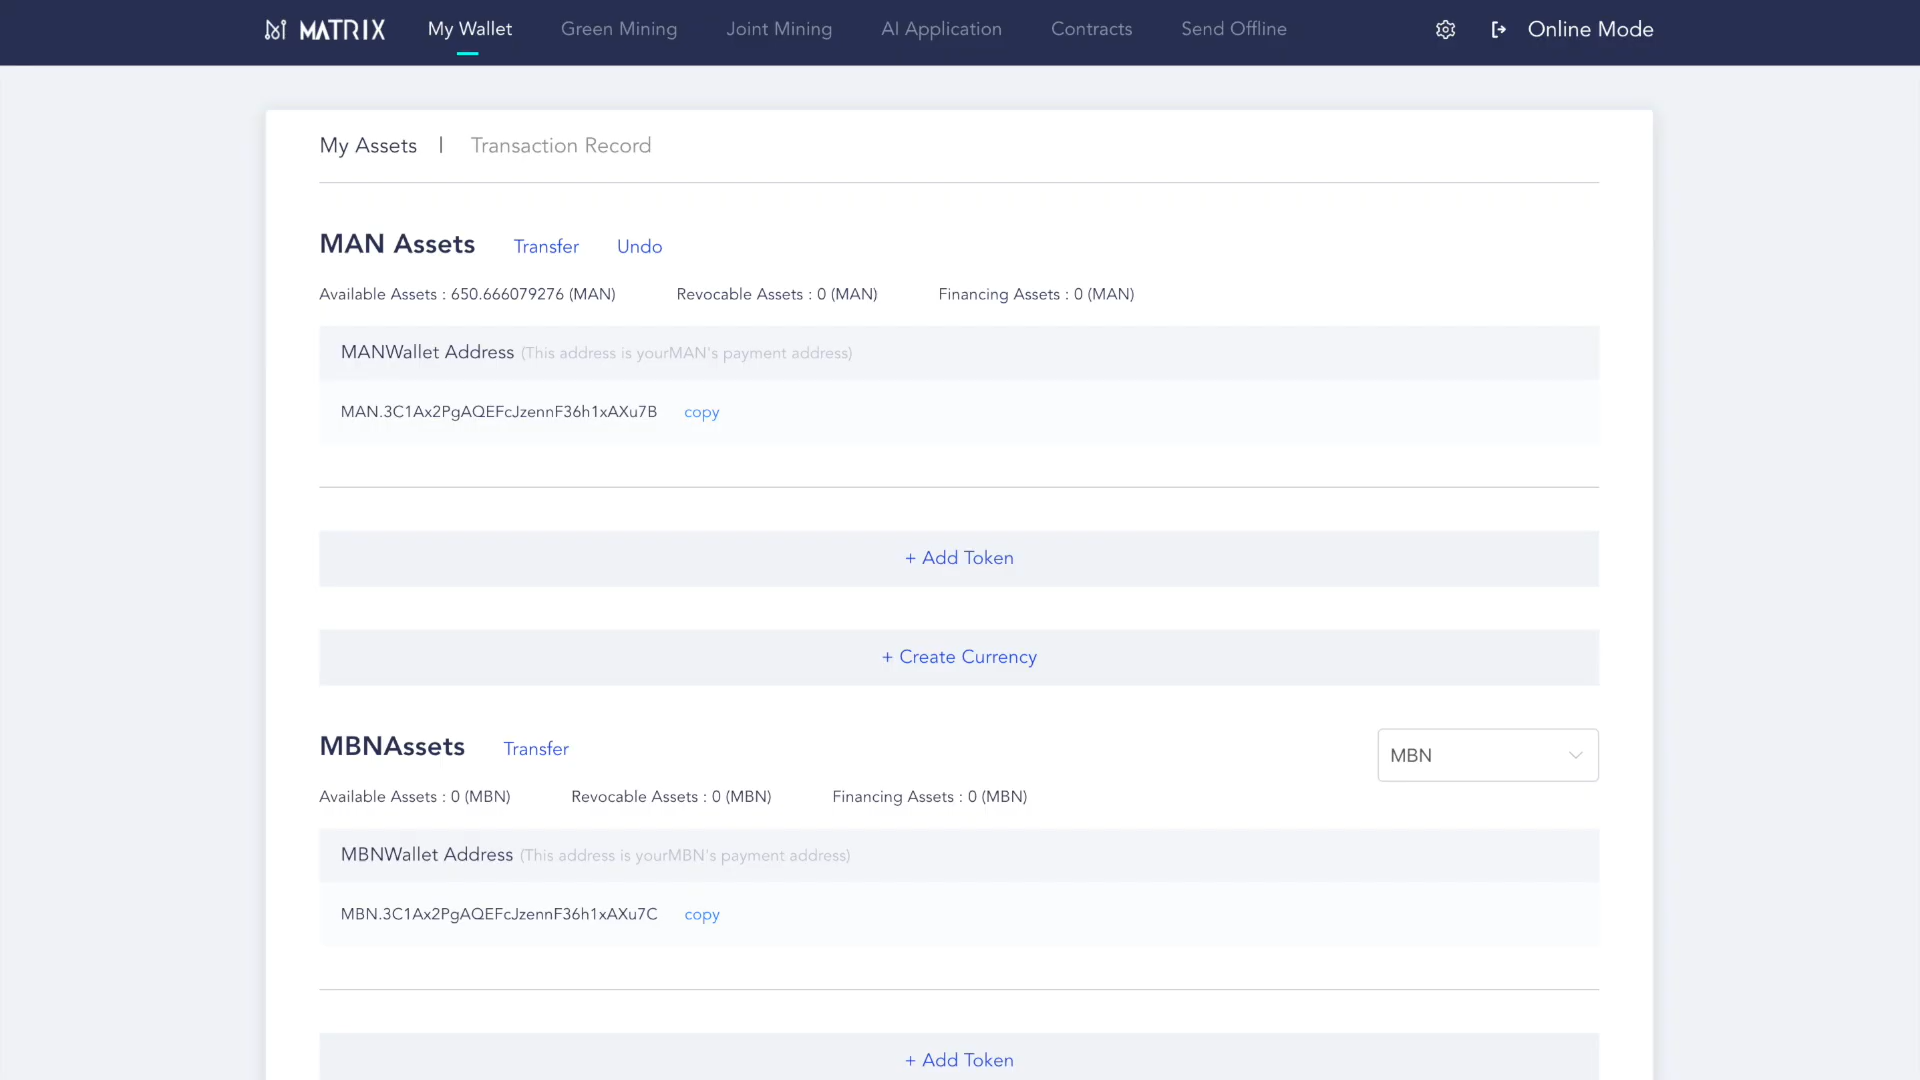 MATRIX My Wallet Green Mining Joint Mining AI Application Contracts Send Offline Online Mode
My Assets | Transaction Record
MAN Assets Transfer Undo
Available Assets : 650.666079276 (MAN) Revocable Assets : 0 (MAN) Financing Assets : 0 (MAN)
MANWallet Address (This address is yourMAN's payment address)
MAN.3C1Ax2PgAQEFcJzennF36h1xAXu7B copy
+ Add Token
+ Create Currency
MBNAssets Transfer MBN
Available Assets : 0 (MBN) Revocable Assets : 0 (MBN) Financing Assets : 0 (MBN)
MBNWallet Address (This address is yourMBN's payment address)
MBN.3C1Ax2PgAQEFcJzennF36h1xAXu7C copy
+ Add Token